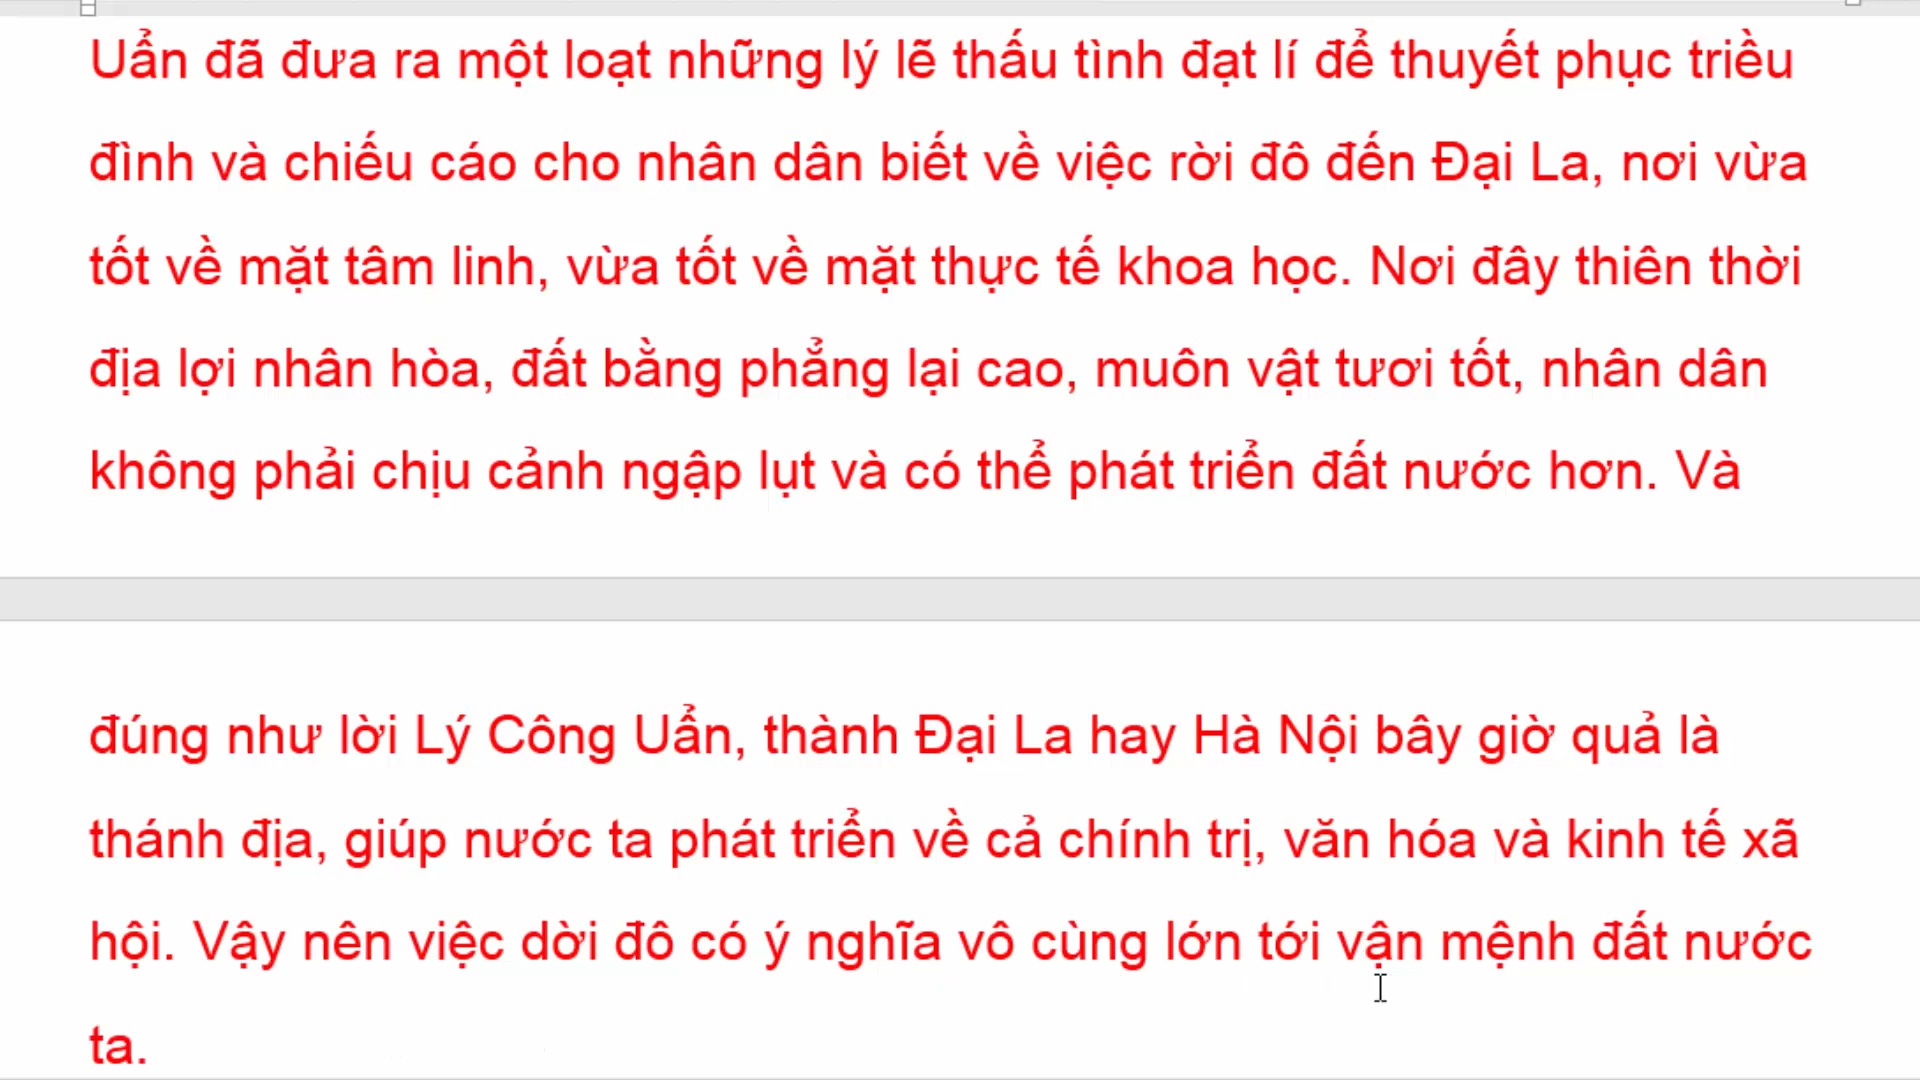 Uẩn đã đưa ra một loạt những lý lẽ thấu tình đạt lí để thuyết phục triều
đình và chiếu cáo cho nhân dân biết về việc rời đô đến Đại La, nơi vừa
tốt về mặt tâm linh, vừa tốt về mặt thực tế khoa học. Nơi đây thiên thời
địa lợi nhân hòa, đất bằng phẳng lại cao, muôn vật tươi tốt, nhân dân
không phải chịu cảnh ngập lụt và có thể phát triển đất nước hơn. Và
đúng như lời Lý Công Uẩn, thành Đại La hay Hà Nội bây giờ quả là
thánh địa, giúp nước ta phát triển về cả chính trị, văn hóa và kinh tế xã
hội. Vậy nên việc dời đô có ý nghĩa vô cùng lớn tới vận mệnh đất nước
ta.